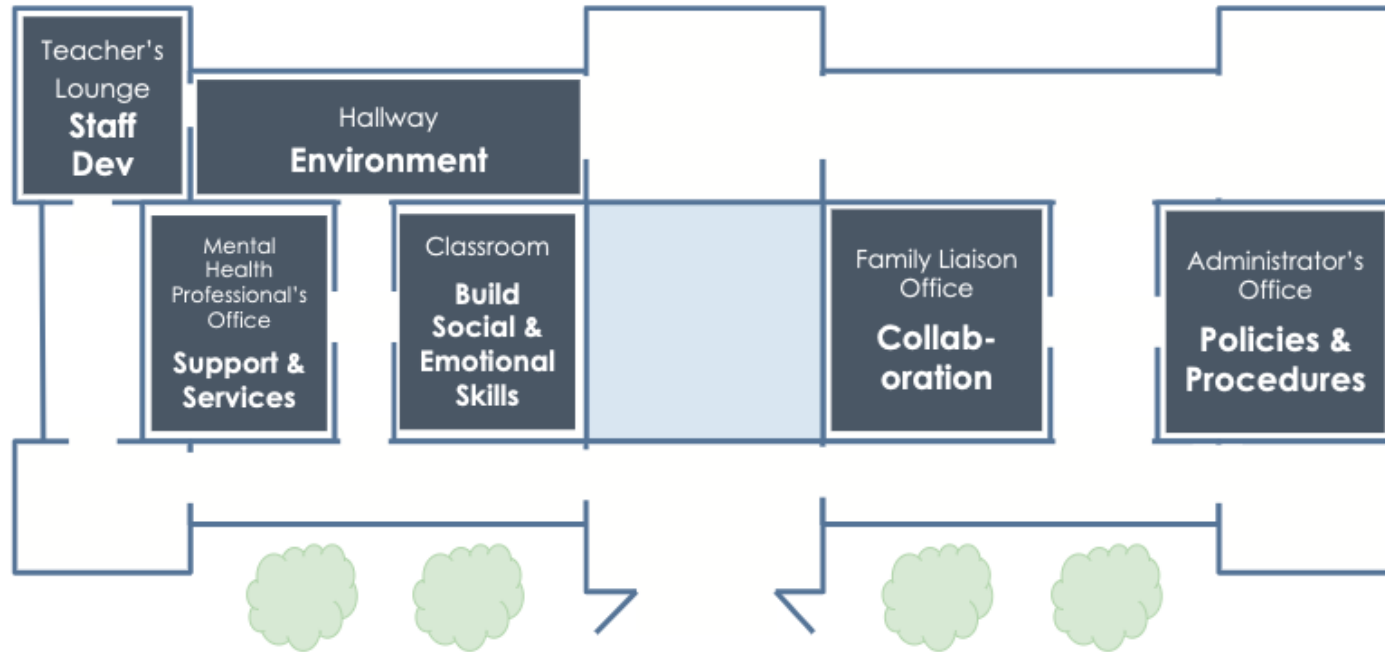 Teacher's
Lounge
Staff
Dev
Hallway
Environment
Mental
Health
Professional's
Office
Support &
Services
Classroom
Build
Social &
Emotional
Skills
Family Liaison
Office
Collab-
oration
Administrator's
Office
Policies &
Procedures